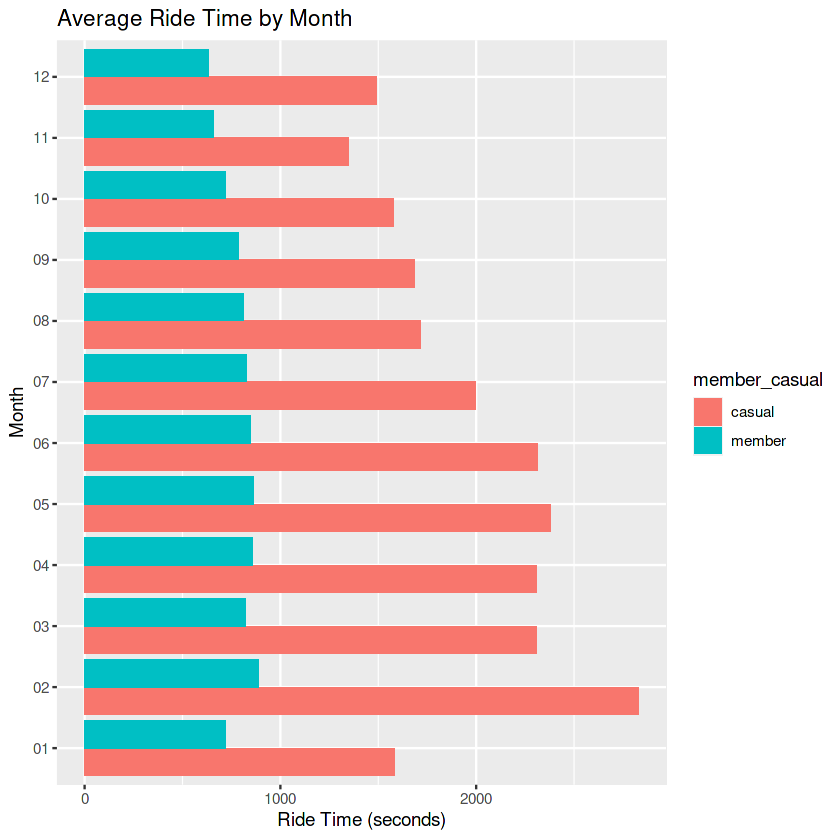 Average Ride Time by Month
Month
12
11
10
09
08
07
06
05
04
03
02
01
0 1000 2000
Ride Time (seconds)
member_casual
casual
member